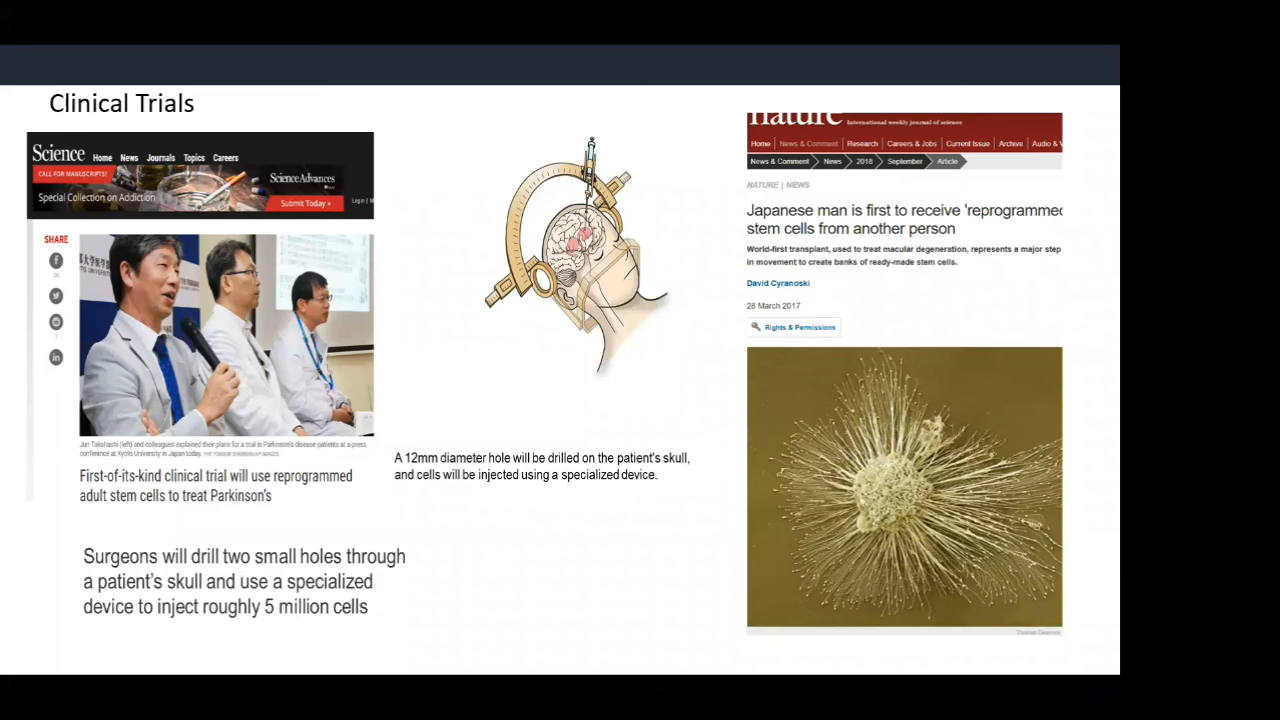 Clinical Trials
Science Home News Journals Topics Careers
CALL FOR MANUSCRIPTS!
ScienceAdvances
Special Collection on Addiction
Submit Today »
Login
SHARE
Jun Takahashi (left) and colleagues explained their plans for a trial in Parkinson's disease patients at a press
conference at Kyoto University in Japan today.
First-of-its-kind clinical trial will use reprogrammed
adult stem cells to treat Parkinson's
Surgeons will drill two small holes through
a patient's skull and use a specialized
device to inject roughly 5 million cells
A 12mm diameter hole will be drilled on the patient's skull,
and cells will be injected using a specialized device.
nature International weekly journal of science
Home News & Comment Research Careers & Jobs Current Issue Archive Audio & V
News & Comment News 2018 September Article
NATURE | NEWS
Japanese man is first to receive 'reprogrammed
stem cells from another person
World-first transplant, used to treat macular degeneration, represents a major step
in movement to create banks of ready-made stem cells.
David Cyranoski
28 March 2017
Rights & Permissions